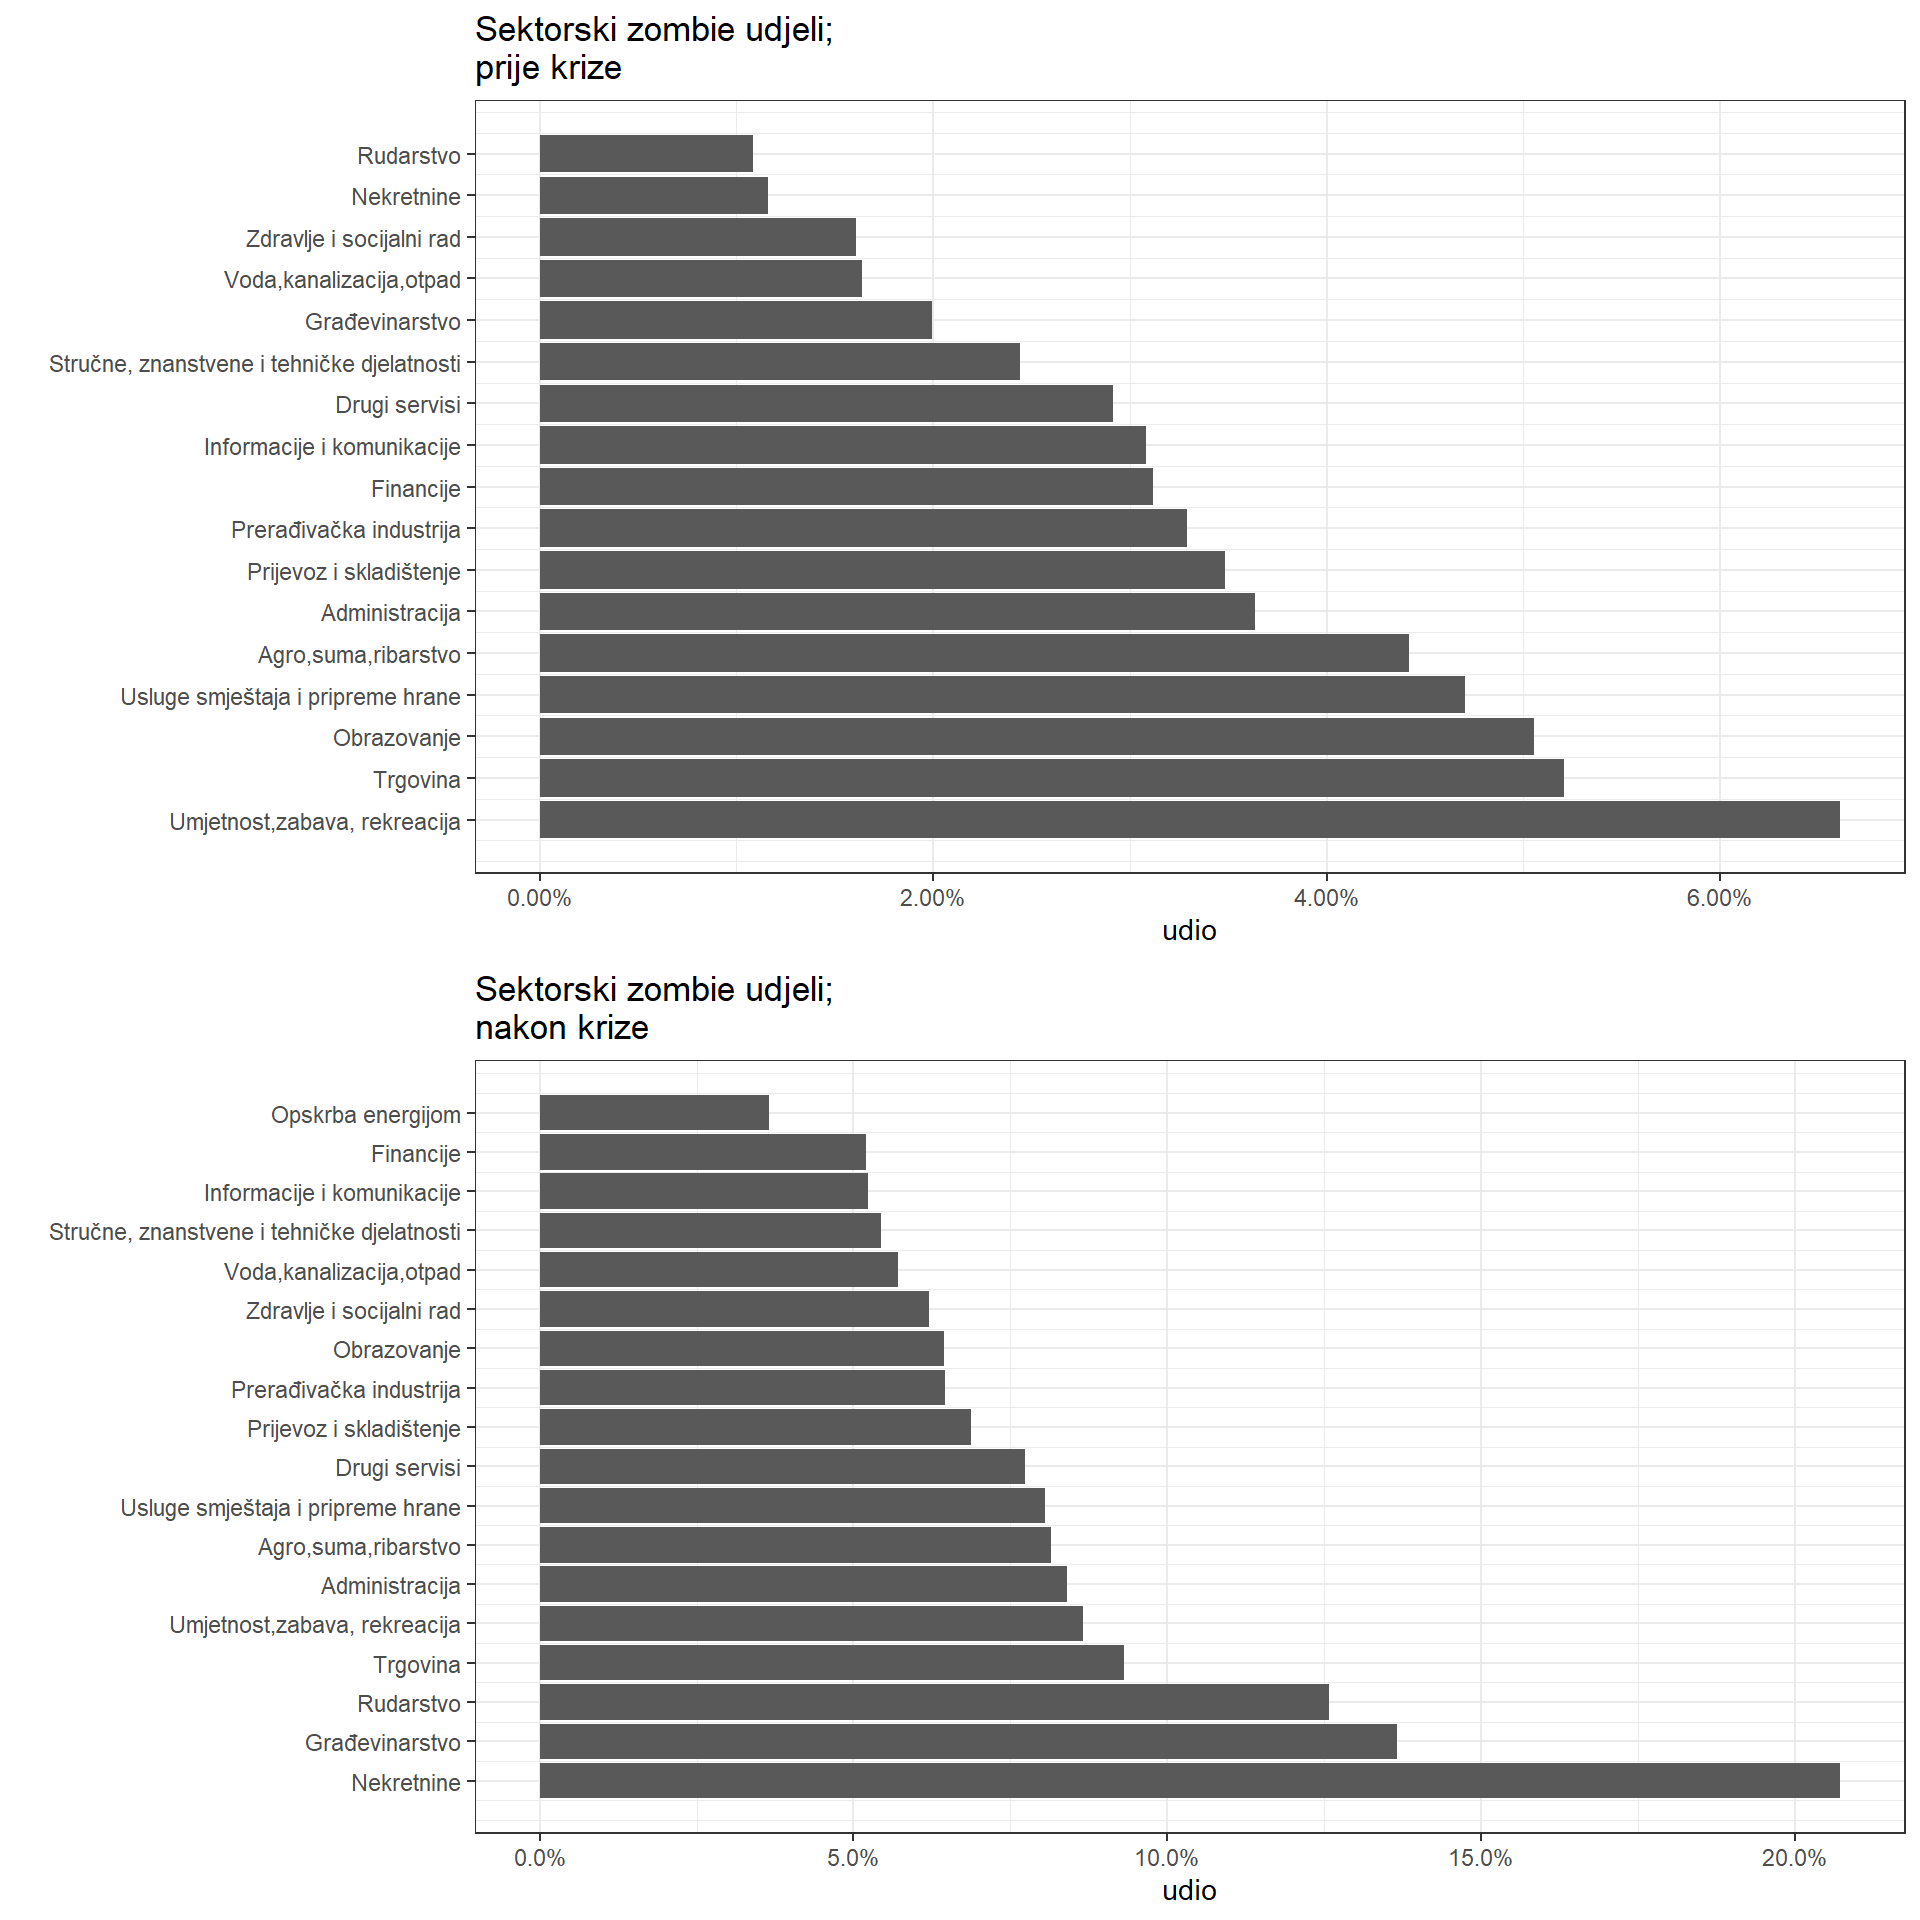 Sektorski zombie udjeli;
prije krize
Rudarstvo
Nekretnine
Zdravlje i socijalni rad
Voda,kanalizacija,otpad
Građevinarstvo
Stručne, znanstvene i tehničke djelatnosti
Drugi servisi
Informacije i komunikacije
Financije
Prerađivačka industrija
Prijevoz i skladištenje
Administracija
Agro,suma,ribarstvo
Usluge smještaja i pripreme hrane
Obrazovanje
Trgovina
Umjetnost,zabava, rekreacija
0.00% 2.00% 4.00% 6.00%
udio
Sektorski zombie udjeli;
nakon krize
Opskrba energijom
Financije
Informacije i komunikacije
Stručne, znanstvene i tehničke djelatnosti
Voda,kanalizacija,otpad
Zdravlje i socijalni rad
Obrazovanje
Prerađivačka industrija
Prijevoz i skladištenje
Drugi servisi
Usluge smještaja i pripreme hrane
Agro,suma,ribarstvo
Administracija
Umjetnost,zabava, rekreacija
Trgovina
Rudarstvo
Građevinarstvo
Nekretnine
0.0% 5.0% 10.0% 15.0% 20.0%
udio